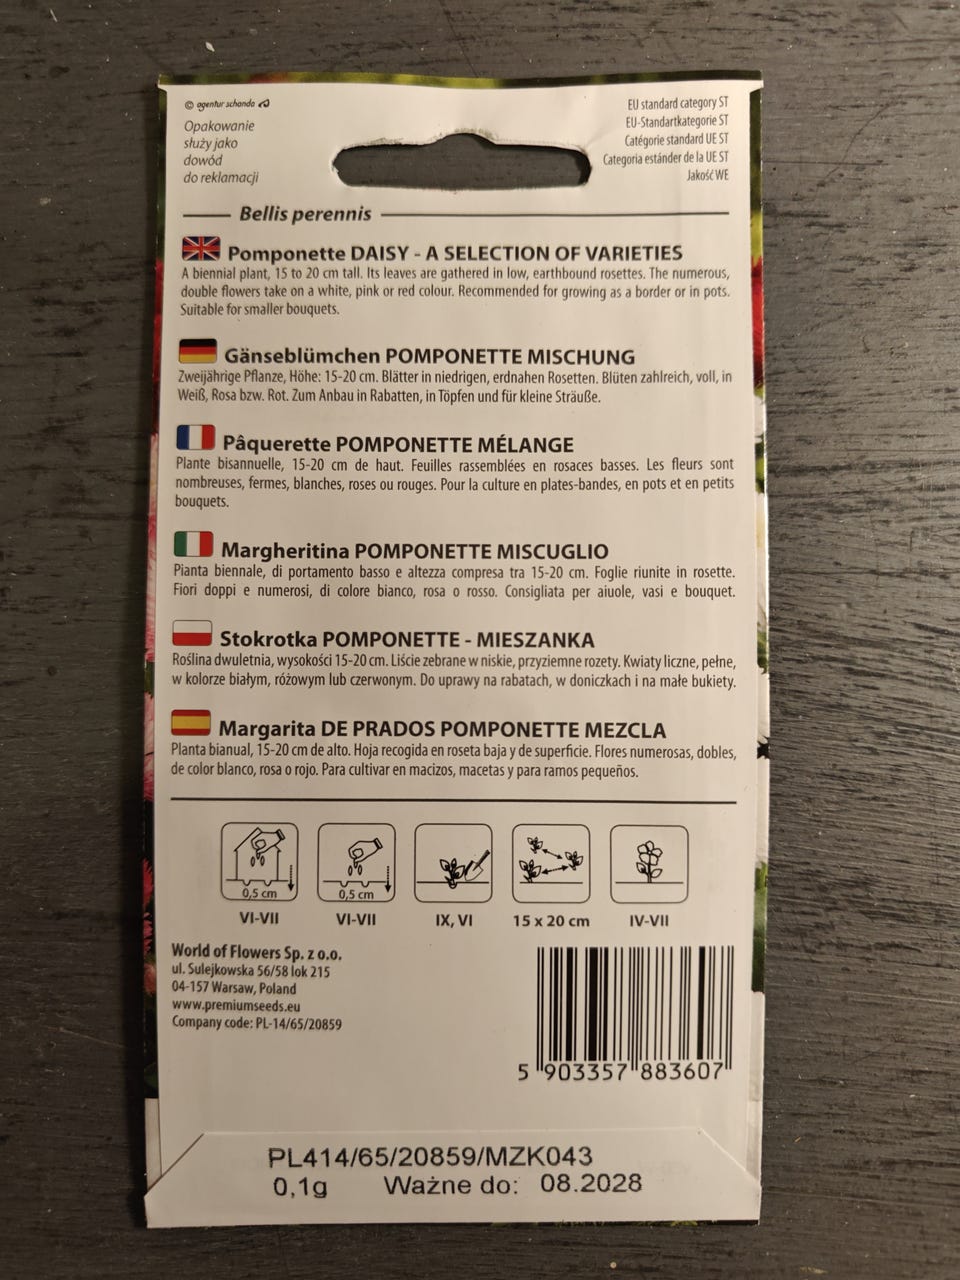 © agentur schanda
Opakowanie
służy jako
dowód
do reklamacji
EU standard category ST
EU-Standartkategorie ST
Catégorie standard UE ST
Categoria estánder de la UE ST
Jakość WE
Bellis perennis
Pomponette DAISY - A SELECTION OF VARIETIES
A biennial plant, 15 to 20 cm tall. Its leaves are gathered in low, earthbound rosettes. The numerous,
double flowers take on a white, pink or red colour. Recommended for growing as a border or in pots.
Suitable for smaller bouquets.
Gänseblümchen POMPONETTE MISCHUNG
Zweijährige Pflanze, Höhe: 15-20 cm. Blätter in niedrigen, erdnahen Rosetten. Blüten zahlreich, voll, in
Weiß, Rosa bzw. Rot. Zum Anbau in Rabatten, in Töpfen und für kleine Sträuße.
Pâquerette POMPONETTE MÉLANGE
Plante bisannuelle, 15-20 cm de haut. Feuilles rassemblées en rosaces basses. Les fleurs sont
nombreuses, fermes, blanches, roses ou rouges. Pour la culture en plates-bandes, en pots et en petits
bouquets.
Margheritina POMPONETTE MISCUGLIO
Pianta biennale, di portamento basso e altezza compresa tra 15-20 cm. Foglie riunite in rosette.
Fiori doppi e numerosi, di colore bianco, rosa o rosso. Consigliata per aiuole, vasi e bouquet.
Stokrotka POMPONETTE - MIESZANKA
Roślina dwuletnia, wysokości 15-20 cm. Liście zebrane w niskie, przyziemne rozety. Kwiaty liczne, pełne,
w kolorze białym, różowym lub czerwonym. Do uprawy na rabatach, w doniczkach i na małe bukiety.
Margarita DE PRADOS POMPONETTE MEZCLA
Planta bianual, 15-20 cm de alto. Hoja recogida en roseta baja y de superficie. Flores numerosas, dobles,
de color blanco, rosa o rojo. Para cultivar en macizos, macetas y para ramos pequeños.
0,5 cm 0,5 cm
VI-VII VI-VII IX, VI 15 x 20 cm IV-VII
World of Flowers Sp. z o.o.
ul. Sulejkowska 56/58 lok 215
04-157 Warsaw, Poland
www.premiumseeds.eu
Company code: PL-14/65/20859
5 903357 883607
PL414/65/20859/MZK043
0,1g Ważne do: 08.2028